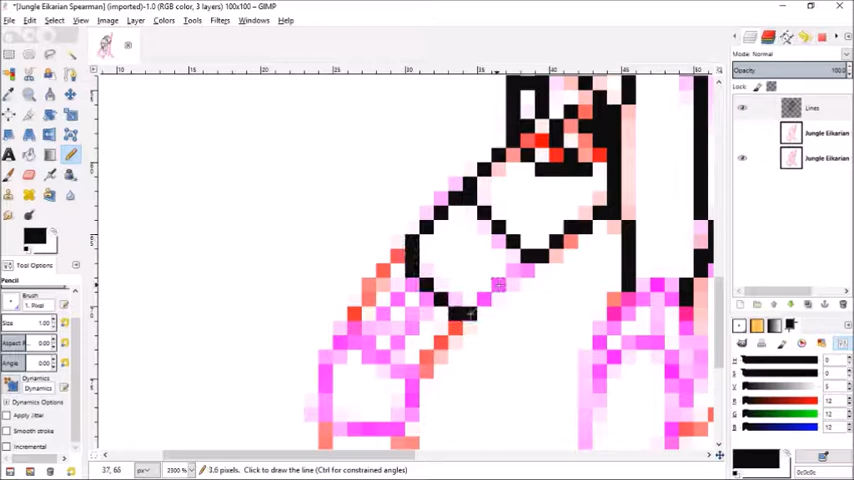 *[Jungle Eikarian Spearman] (imported)-1.0 (RGB color, 3 layers) 100x100 – GIMP
File Edit Select View Image Layer Colors Tools Filters Windows Help
Tool Options
Pencil
Brush
1. Pixel
Size 1.00
Aspect R... 0.00
Angle 0.00
Dynamics
Dynamics
Dynamics Options
Apply Jitter
Smooth stroke
Incremental
Mode Normal
Opacity 100.0
Lock:
Lines
Jungle Eikarian
Jungle Eikarian
H 0
S 0
V 5
R 12
G 12
B 12
0c0c0c
37, 66 px 2300 % 3.6 pixels. Click to draw the line (Ctrl for constrained angles)